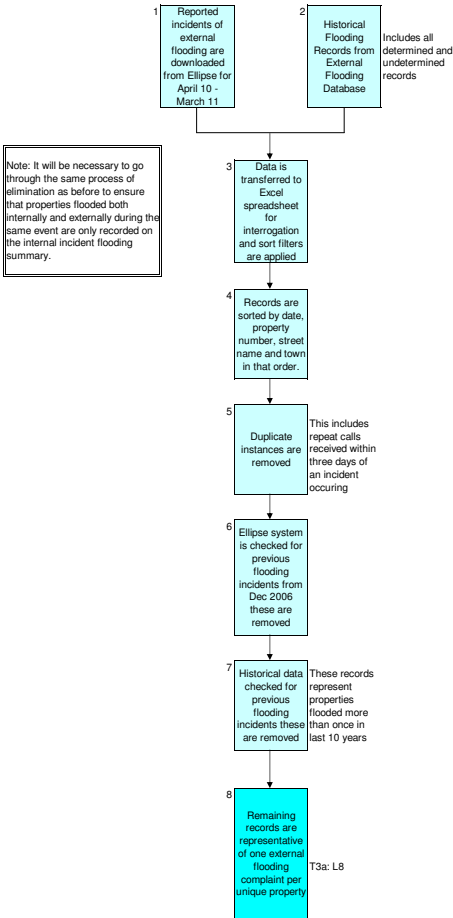 1
Reported
incidents of
external
flooding are
downloaded
from Ellipse for
April 10 -
March 11
2
Historical
Flooding
Records from
External
Flooding
Database
Includes all
determined and
undetermined
records
Note: It will be necessary to go
through the same process of
elimination as before to ensure
that properties flooded both
internally and externally during the
same event are only recorded on
the internal incident flooding
summary.
3
Data is
transferred to
Excel
spreadsheet
for
interrogation
and sort filters
are applied
4
Records are
sorted by date,
property
number, street
name and town
in that order.
5
Duplicate
instances are
removed
This includes
repeat calls
received within
three days of
an incident
occuring
6
Ellipse system
is checked for
previous
flooding
incidents from
Dec 2006
these are
removed
7
Historical data
checked for
previous
flooding
incidents these
are removed
These records
represent
properties
flooded more
than once in
last 10 years
8
Remaining
records are
representative
of one external
flooding
complaint per
unique property
T3a: L8